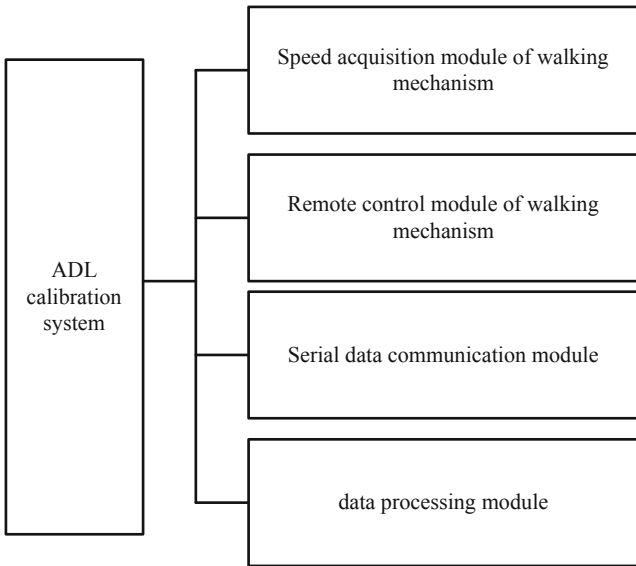 Speed acquisition module of walking
mechanism
Remote control module of walking
mechanism
ADL
calibration
system
Serial data communication module
data processing module